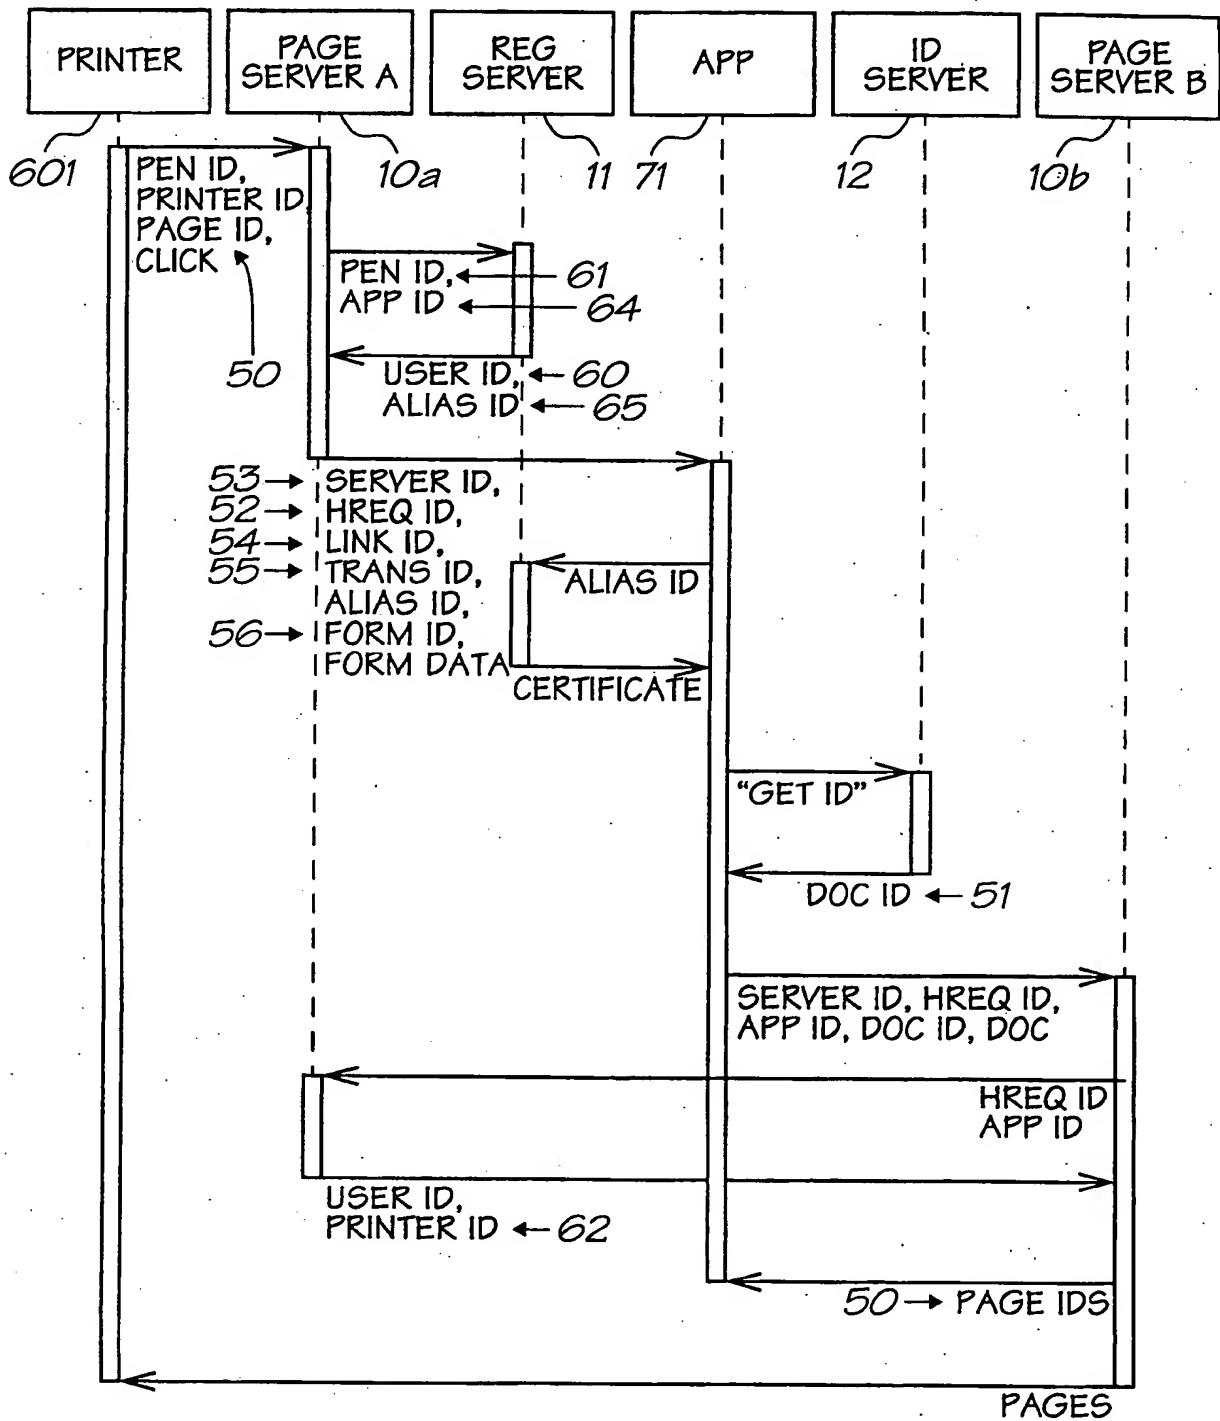 PRINTER
PAGE
SERVER A
REG
SERVER
APP
ID
SERVER
PAGE
SERVER B
601
10a
11
71
12
10b
PEN ID,
PRINTER ID
PAGE ID,
CLICK
50
PEN ID, 61
APP ID 64
USER ID, 60
ALIAS ID 65
53 SERVER ID,
52 HREQ ID,
54 LINK ID,
55 TRANS ID,
ALIAS ID,
56 FORM ID,
FORM DATA
ALIAS ID
CERTIFICATE
“GET ID”
DOC ID 51
SERVER ID, HREQ ID,
APP ID, DOC ID, DOC
HREQ ID
APP ID
USER ID,
PRINTER ID 62
50 PAGE IDS
PAGES